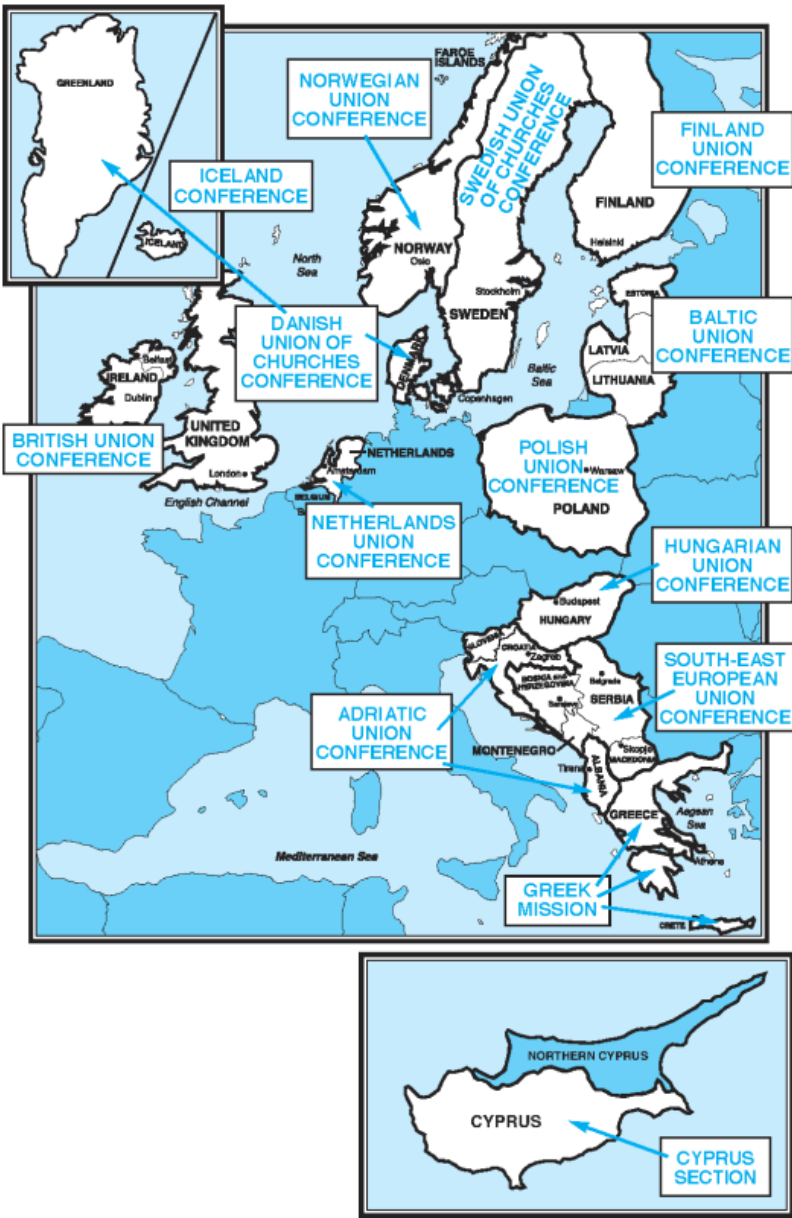 GREENLAND
ICELAND
FAROE
ISLANDS
NORWEGIAN
UNION
CONFERENCE
SWEDISH UNION
OF CHURCHES
CONFERENCE
FINLAND
UNION
CONFERENCE
ICELAND
CONFERENCE
FINLAND
Helsinki
North
Sea
NORWAY
Oslo
Stockholm
SWEDEN
ESTONIA
DANISH
UNION OF
CHURCHES
CONFERENCE
DENMARK
BALTIC
UNION
CONFERENCE
LATVIA
LITHUANIA
Baltic
Sea
Copenhagen
Belfast
IRELAND
Dublin
UNITED
KINGDOM
London
BRITISH UNION
CONFERENCE
English Channel
NETHERLANDS
Amsterdam
BELGIUM
NETHERLANDS
UNION
CONFERENCE
POLISH
UNION
CONFERENCE
Warsaw
POLAND
HUNGARIAN
UNION
CONFERENCE
Budapest
HUNGARY
SLOVENIA
CROATIA
Zagreb
BOSNIA and
HERZEGOVINA
Sarajevo
Belgrade
SERBIA
SOUTH-EAST
EUROPEAN
UNION
CONFERENCE
ADRIATIC
UNION
CONFERENCE
MONTENEGRO
Skopje
MACEDONIA
Tirana
ALBANIA
GREECE
Aegean
Sea
Athens
Mediterranean Sea
GREEK
MISSION
CRETE
NORTHERN CYPRUS
CYPRUS
CYPRUS
SECTION